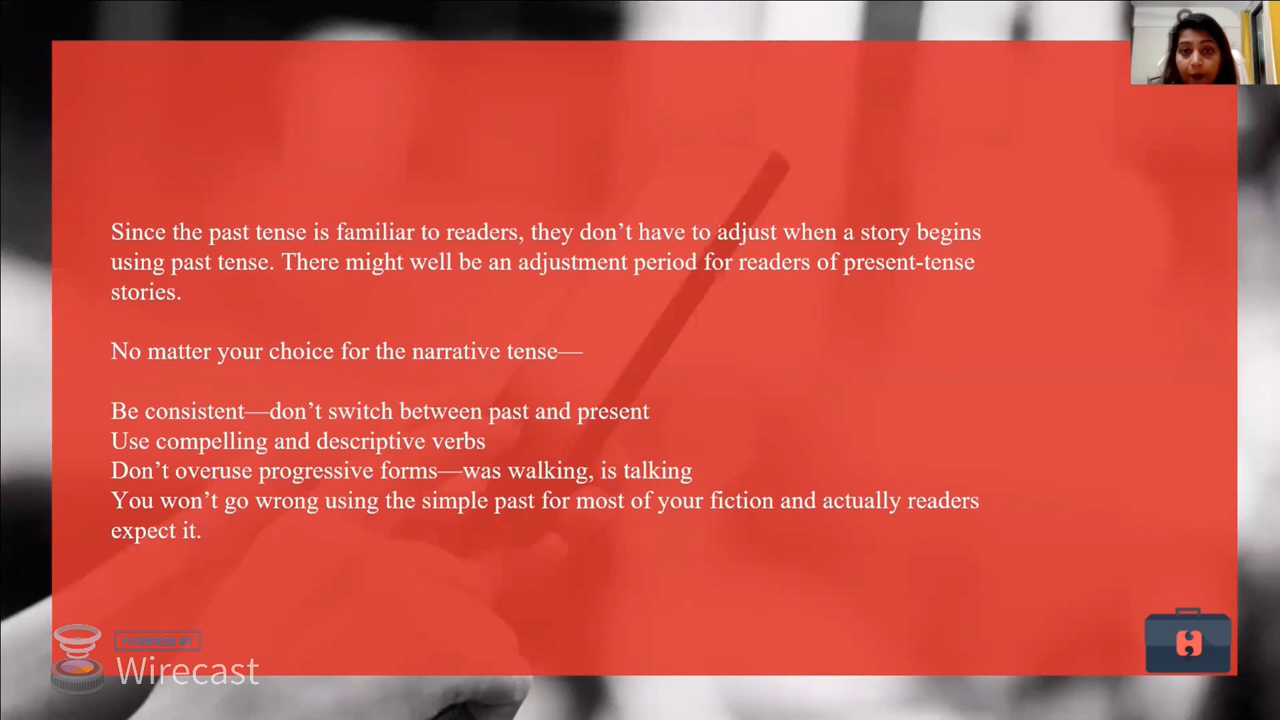 Since the past tense is familiar to readers, they don’t have to adjust when a story begins
using past tense. There might well be an adjustment period for readers of present-tense
stories.
No matter your choice for the narrative tense—
Be consistent—don’t switch between past and present
Use compelling and descriptive verbs
Don’t overuse progressive forms—was walking, is talking
You won’t go wrong using the simple past for most of your fiction and actually readers
expect it.
POWERED BY
Wirecast